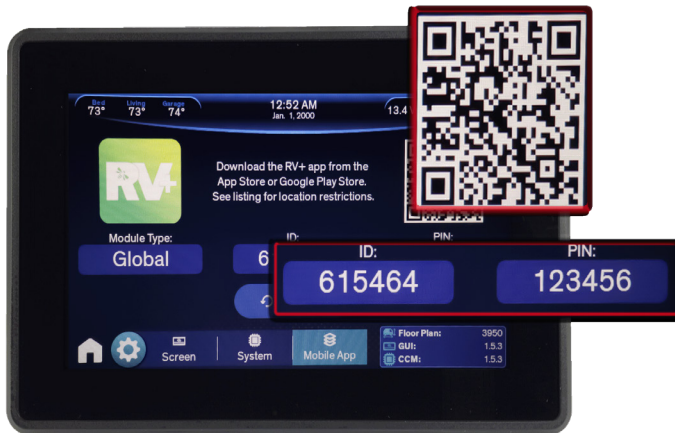 Bed
Living
Garage
73°
73°
74°
12:52 AM
Jan. 1, 2000
13.4
RV+
Download the RV+ app from the
App Store or Google Play Store.
See listing for location restrictions.
Module Type:
ID:
PIN:
Global
6
ID:
PIN:
615464
123456
Screen
System
Mobile App
Floor Plan:
3950
GUI:
1.5.3
CCM:
1.5.3